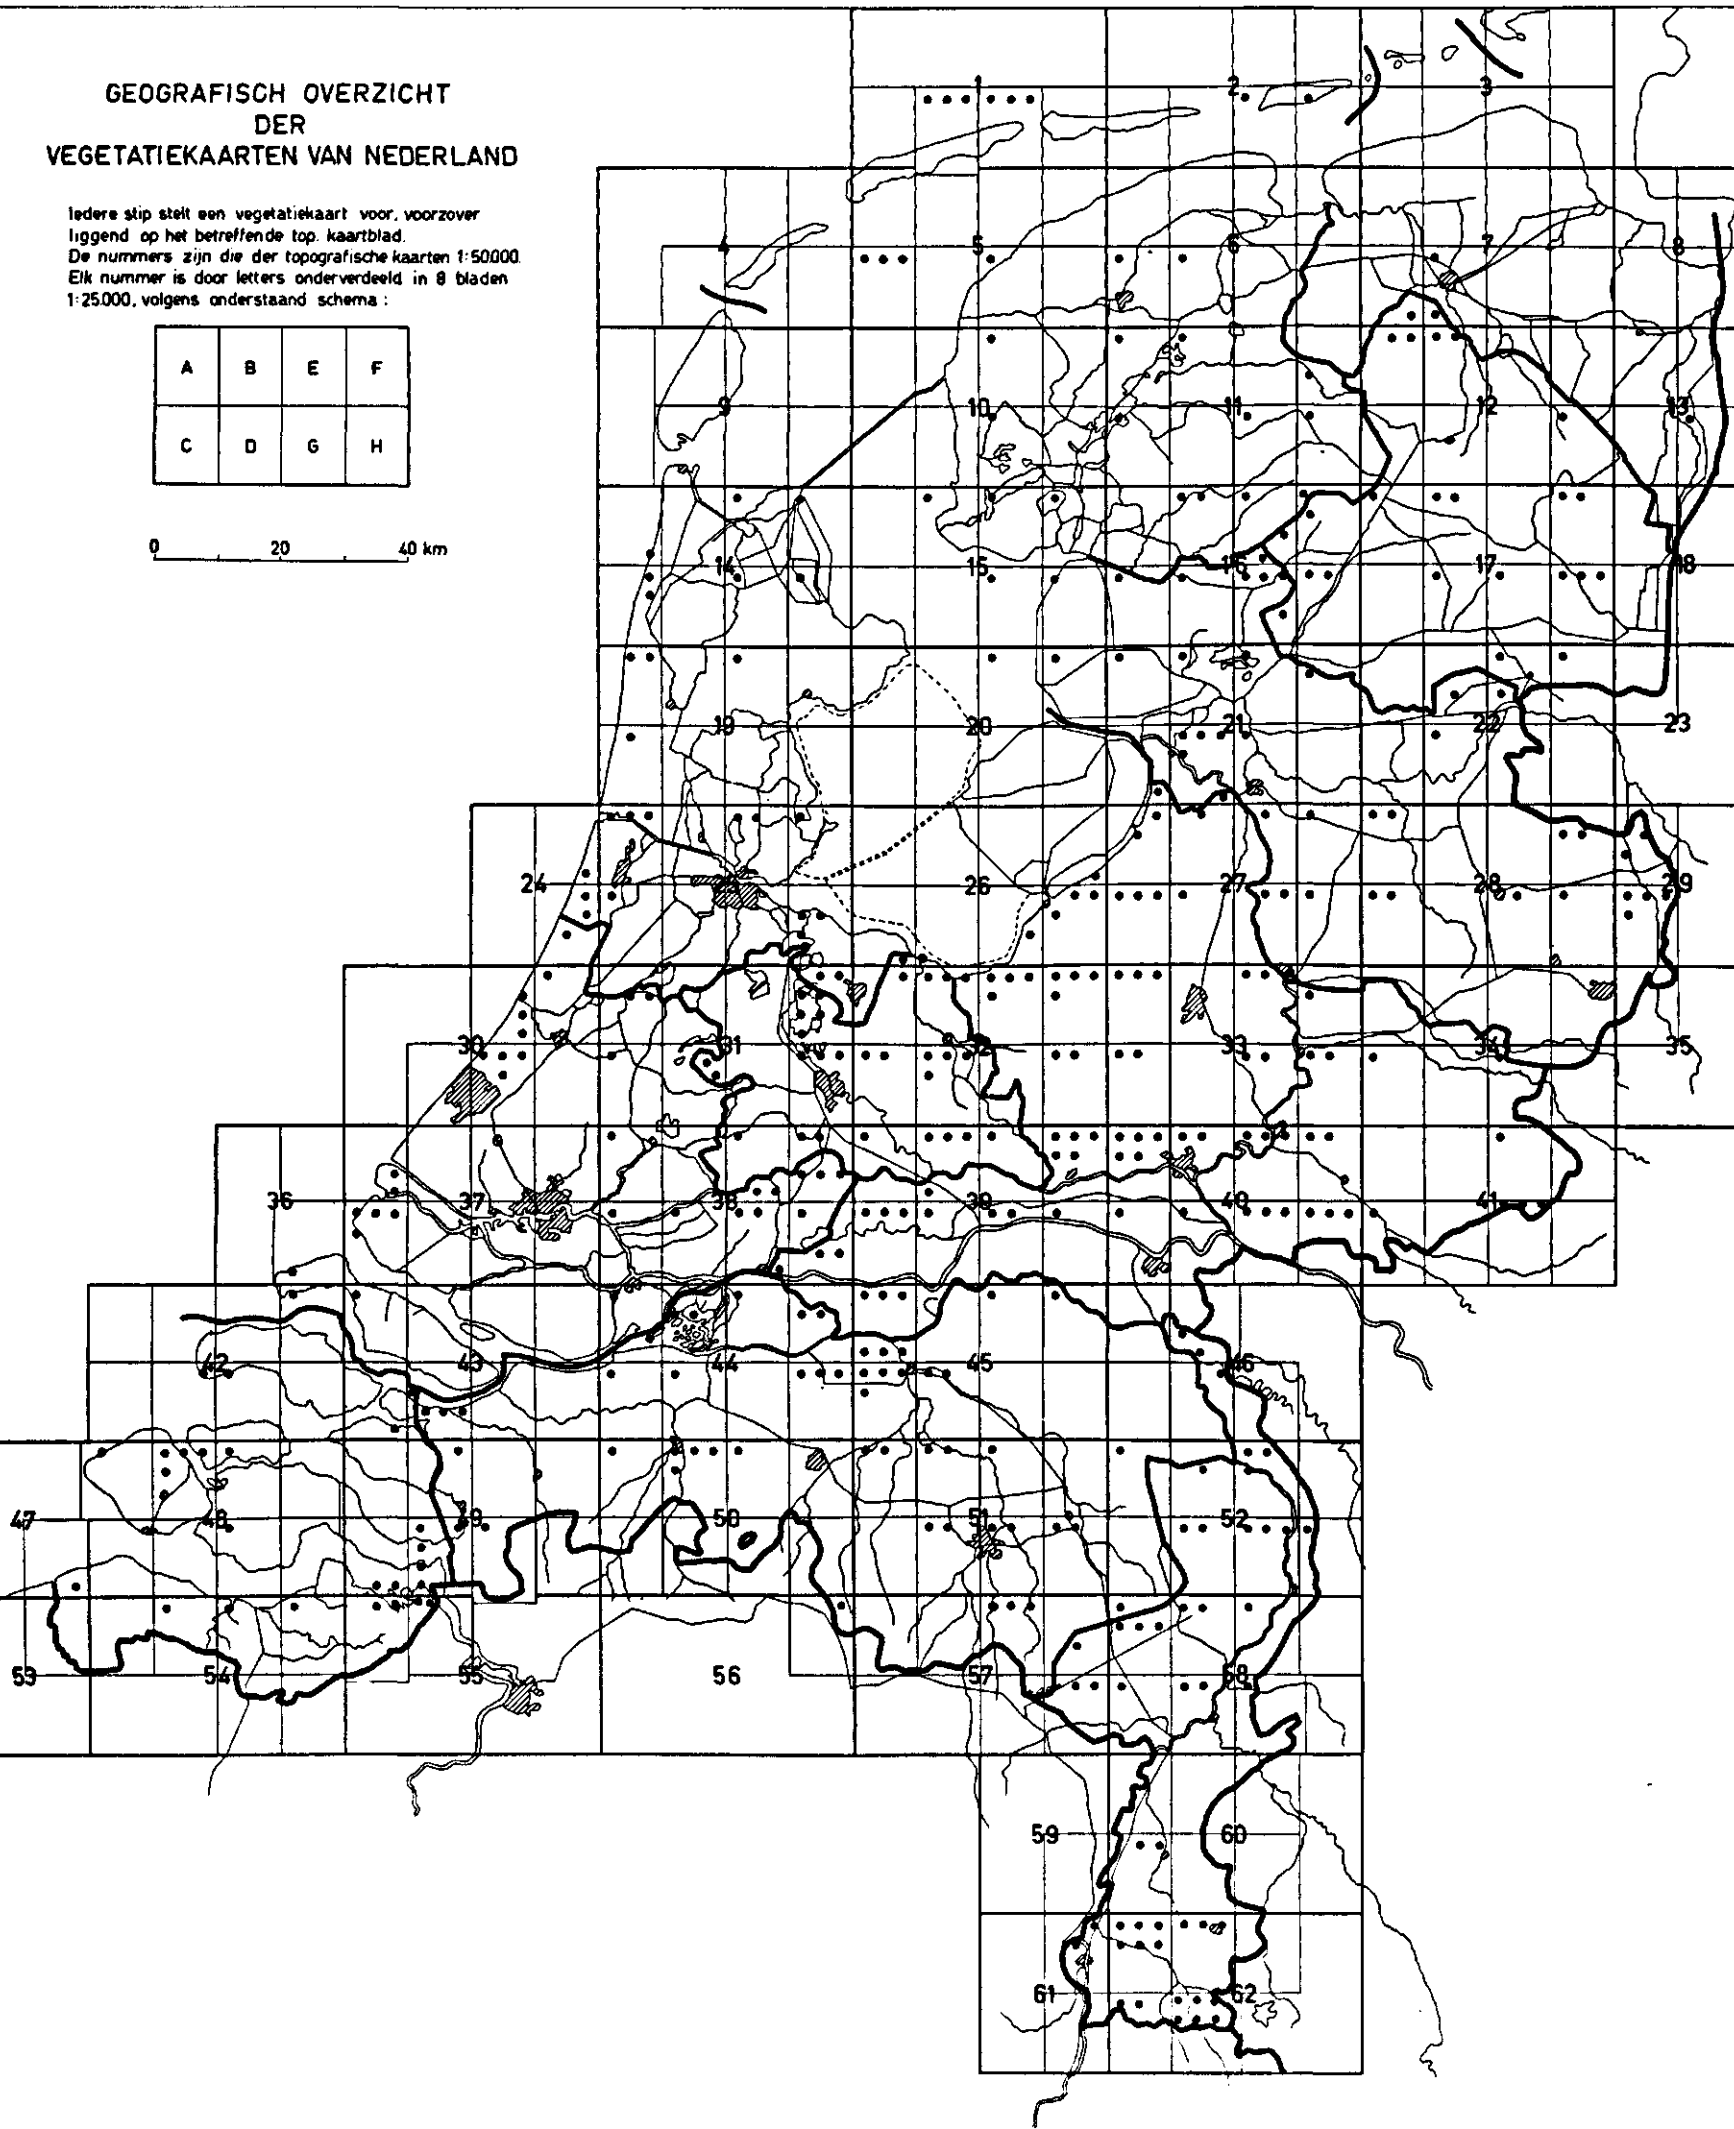 GEOGRAFISCH OVERZICHT
DER
VEGETATIEKAARTEN VAN NEDERLAND
Iedere stip stelt een vegetatiekaart voor, voorzover
liggend op het betreffende top. kaartblad.
De nummers zijn die der topografische kaarten 1:50.000.
Elk nummer is door letters onderverdeeld in 8 bladen
1:25.000, volgens onderstaand schema :
A B E F
C D G H
0 20 40 km
1 2 3
4 5 6 7 8
9 10 11 12 13
14 15 16 17 18
19 20 21 22 23
24 25 26 27 28 29
30 31 32 33 34 35
36 37 38 39 40 41
42 43 44 45 46
47 48 49 50 51 52
53 54 55 56 57 58
59 60
61 62